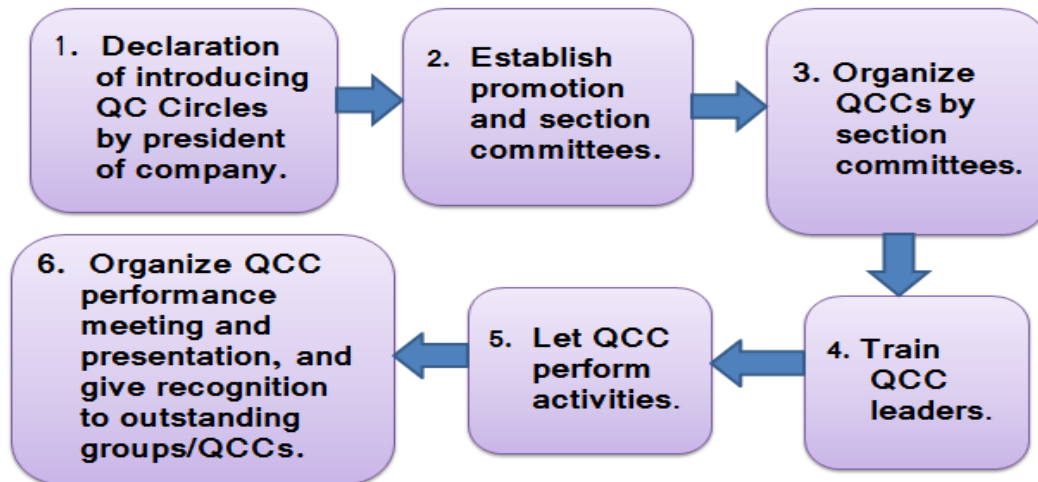 1. Declaration
of introducing
QC Circles
by president
of company.
2. Establish
promotion
and section
committees.
3. Organize
QCCs by
section
committees.
4. Train
QCC
leaders.
5. Let QCC
perform
activities.
6. Organize QCC
performance
meeting and
presentation, and
give recognition
to outstanding
groups/QCCs.